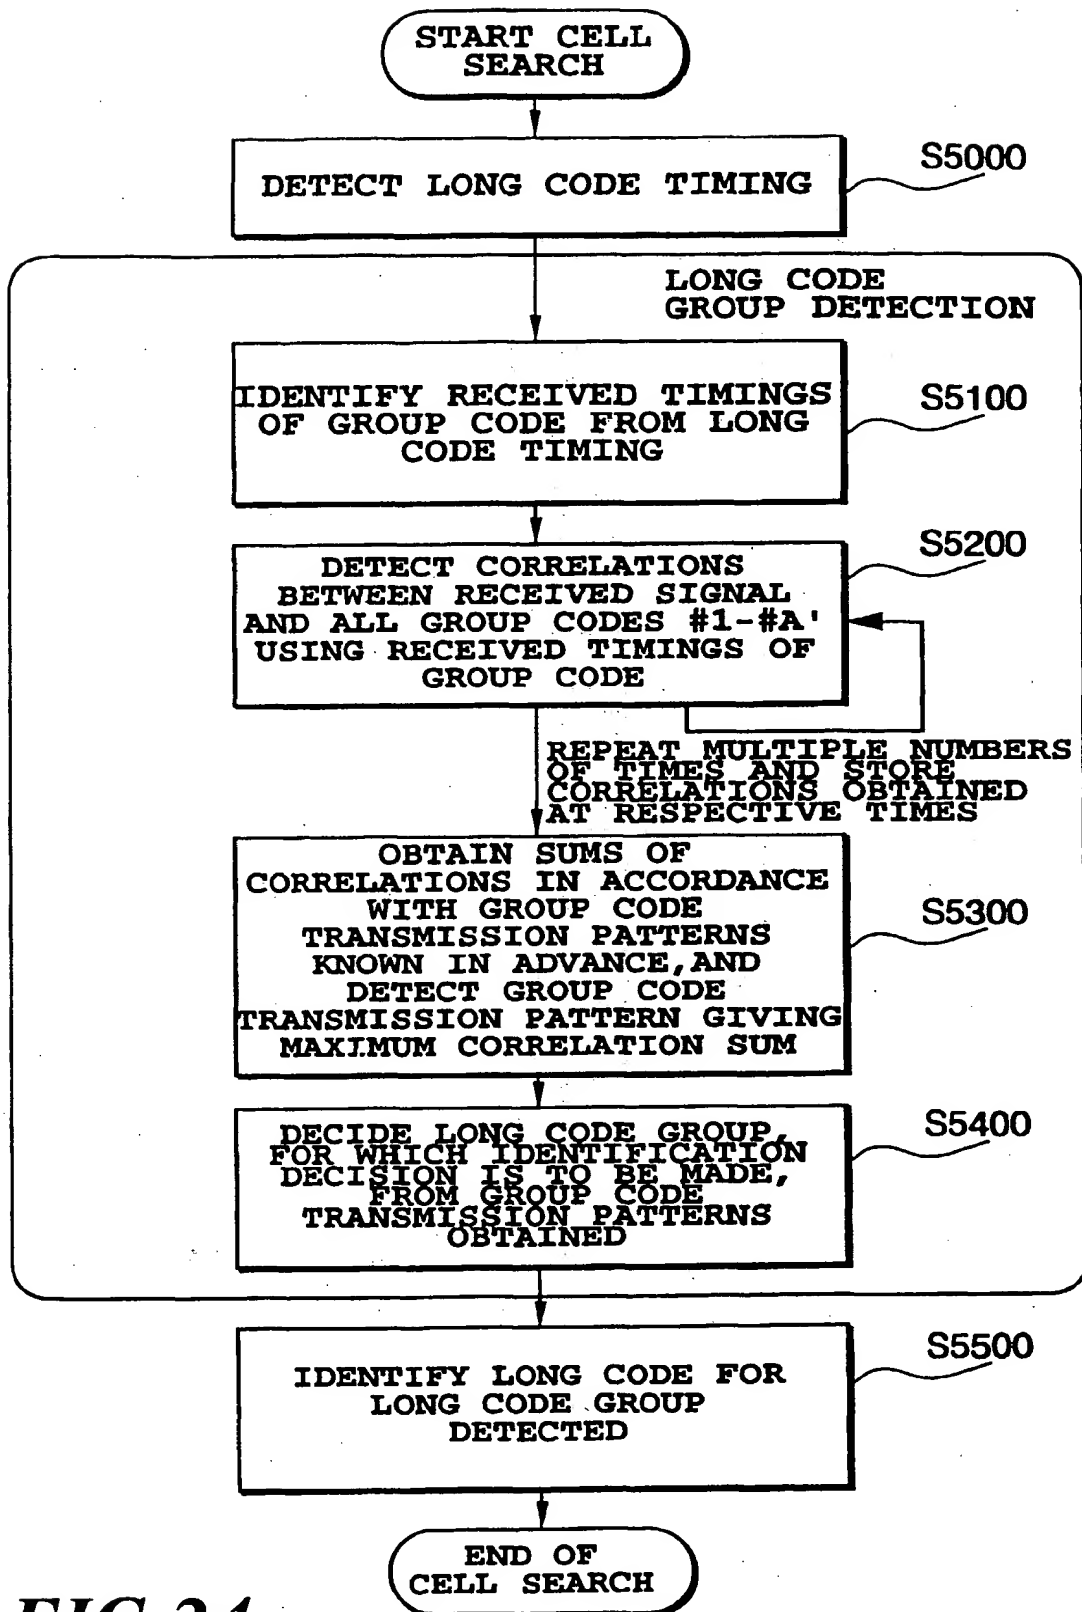 START CELL
SEARCH
DETECT LONG CODE TIMING
S5000
LONG CODE
GROUP DETECTION
IDENTIFY RECEIVED TIMINGS
OF GROUP CODE FROM LONG
CODE TIMING
S5100
DETECT CORRELATIONS
BETWEEN RECEIVED SIGNAL
AND ALL GROUP CODES #1-#A'
USING RECEIVED TIMINGS OF
GROUP CODE
S5200
REPEAT MULTIPLE NUMBERS
OF TIMES AND STORE
CORRELATIONS OBTAINED
AT RESPECTIVE TIMES
OBTAIN SUMS OF
CORRELATIONS IN ACCORDANCE
WITH GROUP CODE
TRANSMISSION PATTERNS
KNOWN IN ADVANCE,AND
DETECT GROUP CODE
TRANSMISSION PATTERN GIVING
MAXIMUM CORRELATION SUM
S5300
DECIDE LONG CODE GROUP,
FOR WHICH IDENTIFICATION
DECISION IS TO BE MADE,
FROM GROUP CODE
TRANSMISSION PATTERNS
OBTAINED
S5400
IDENTIFY LONG CODE FOR
LONG CODE GROUP
DETECTED
S5500
END OF
CELL SEARCH